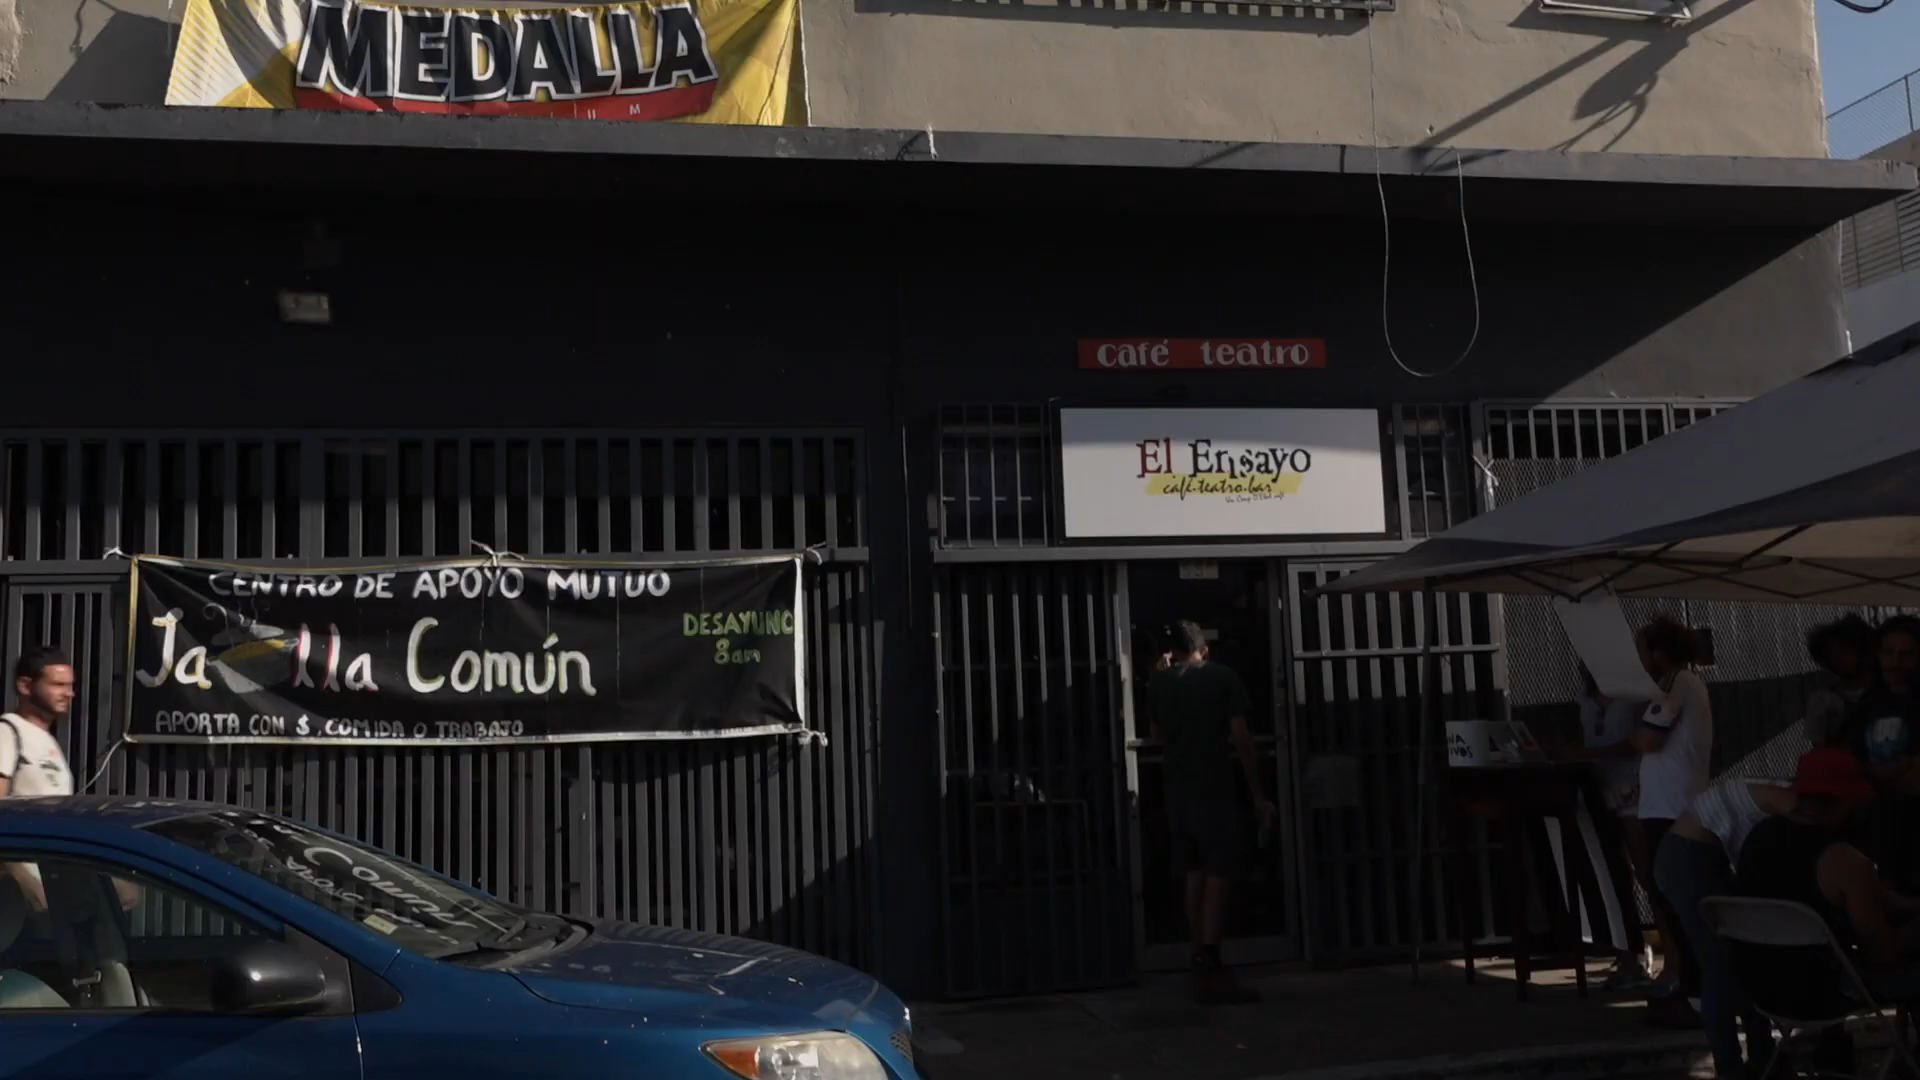 MEDALLA
café teatro
El Ensayo
café.teatro.bar
CENTRO DE APOYO MUTUO
Ja
lla Común
DESAYUNO
8am
APORTA CON $, COMIDA O TRABAJO